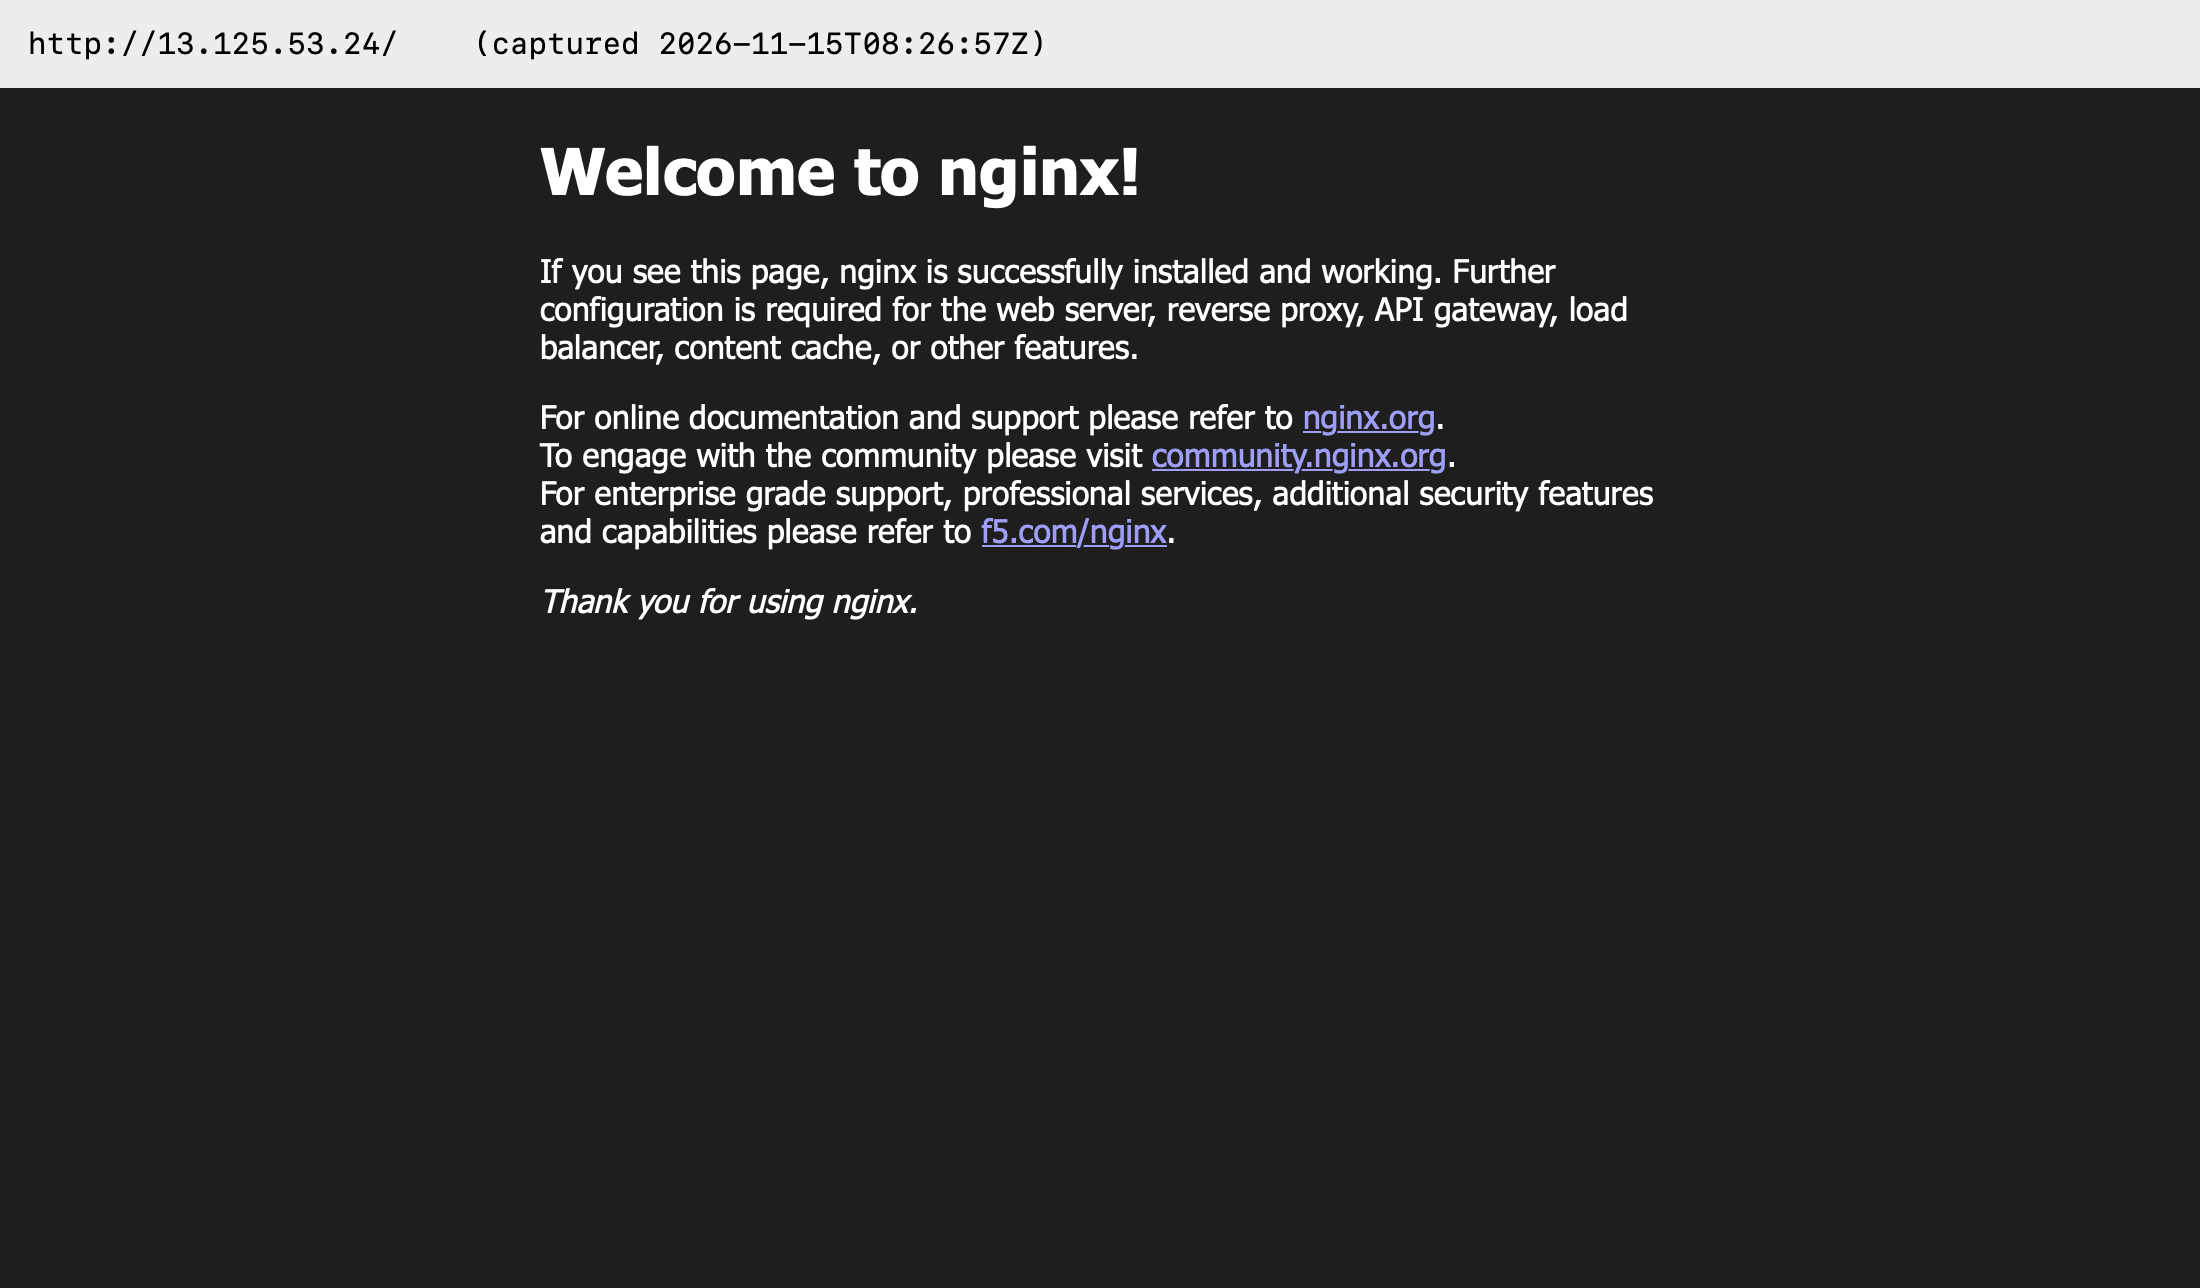 http://13.125.53.24/    (captured 2026-11-15T08:26:57Z)
Welcome to nginx!
If you see this page, nginx is successfully installed and working. Further
configuration is required for the web server, reverse proxy, API gateway, load
balancer, content cache, or other features.
For online documentation and support please refer to nginx.org.
To engage with the community please visit community.nginx.org.
For enterprise grade support, professional services, additional security features
and capabilities please refer to f5.com/nginx.
Thank you for using nginx.